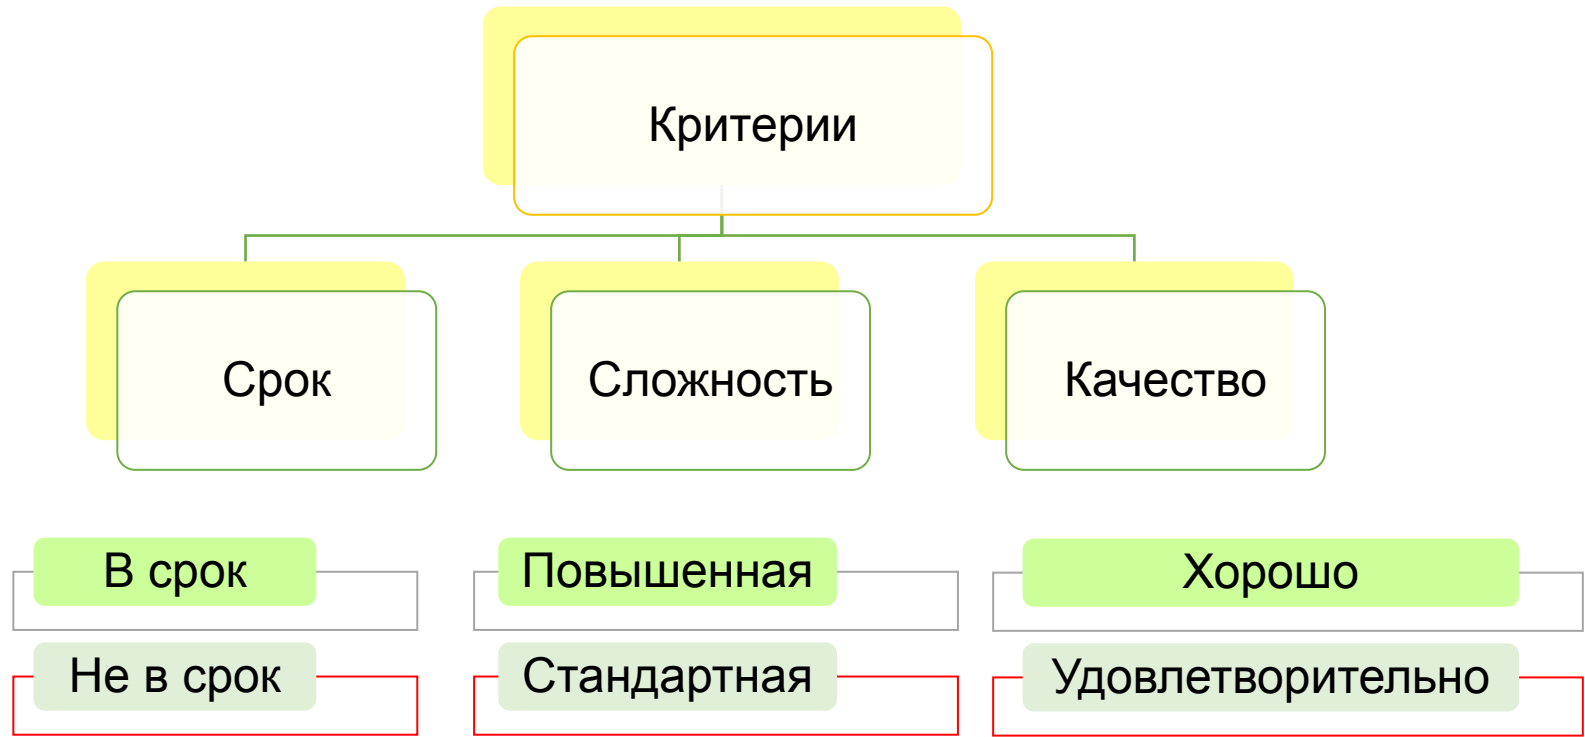 Критерии
Срок
Сложность
Качество
В срок
Повышенная
Хорошо
Не в срок
Стандартная
Удовлетворительно